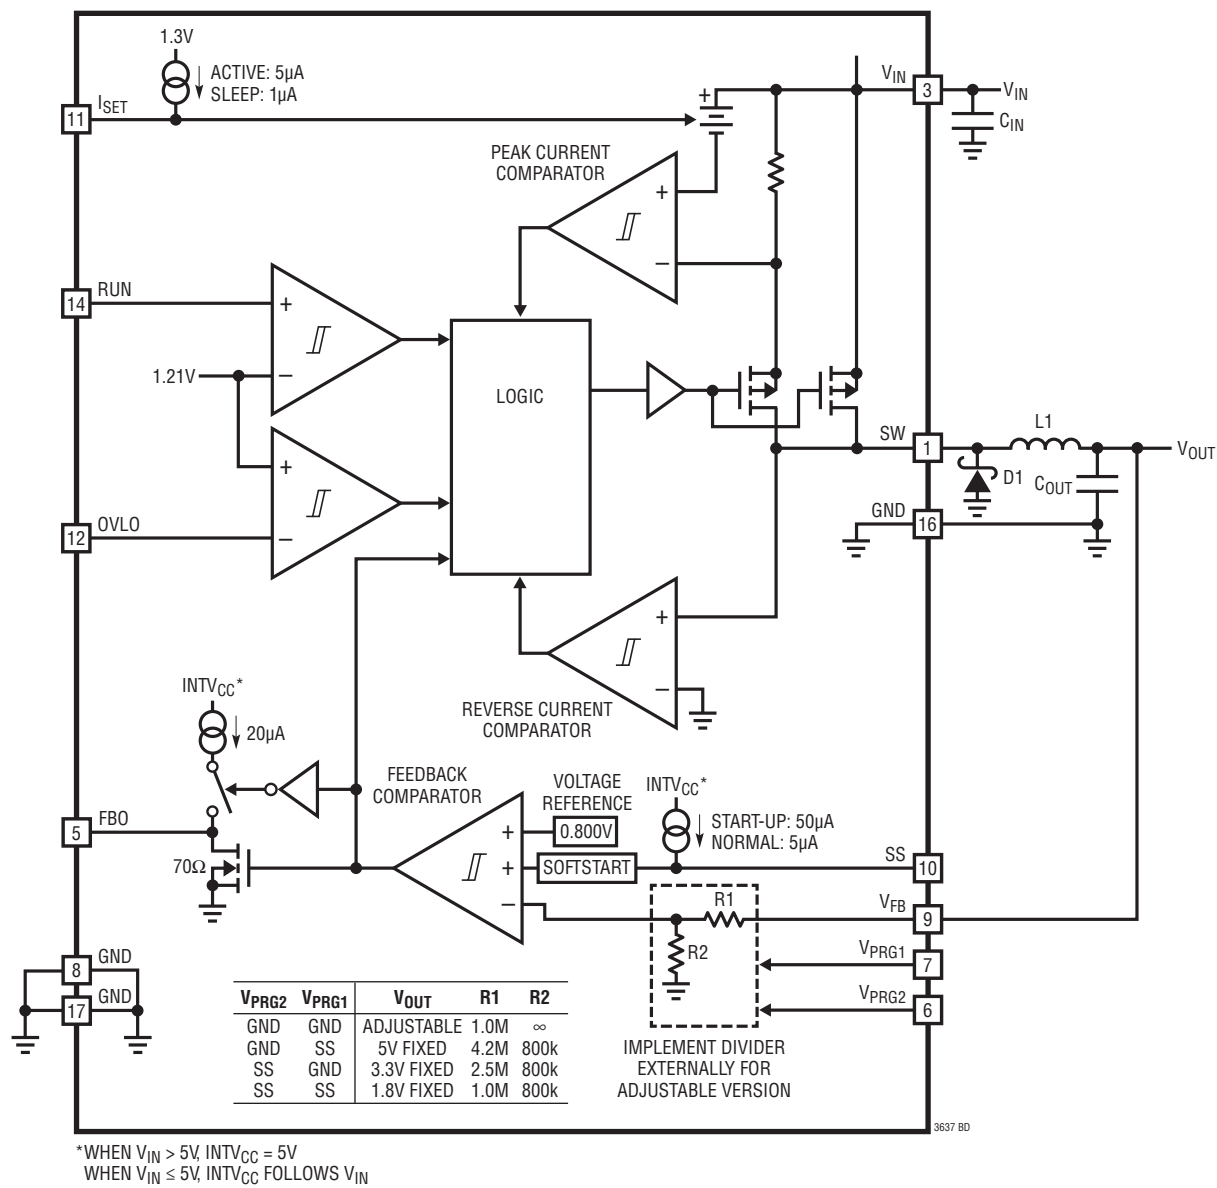 1.3V
ACTIVE: 5µA
SLEEP: 1µA
11
ISET
+
VIN
3
VIN
CIN
PEAK CURRENT
COMPARATOR
+
–
14
RUN
+
1.21V
–
LOGIC
+
–
12
OVLO
SW
1
L1
VOUT
D1
COUT
GND
16
+
–
REVERSE CURRENT
COMPARATOR
INTVCC*
20µA
FEEDBACK
COMPARATOR
VOLTAGE
REFERENCE
0.800V
INTVCC*
START-UP: 50µA
NORMAL: 5µA
5
FBO
70Ω
+
+
–
SOFTSTART
SS
10
R1
R2
VFB
9
VPRG1
7
VPRG2
6
8
GND
17
GND
VPRG2 VPRG1 VOUT R1 R2
GND GND ADJUSTABLE 1.0M ∞
GND SS 5V FIXED 4.2M 800k
SS GND 3.3V FIXED 2.5M 800k
SS SS 1.8V FIXED 1.0M 800k
IMPLEMENT DIVIDER
EXTERNALLY FOR
ADJUSTABLE VERSION
3637 BD
*WHEN VIN > 5V, INTVCC = 5V
WHEN VIN ≤ 5V, INTVCC FOLLOWS VIN